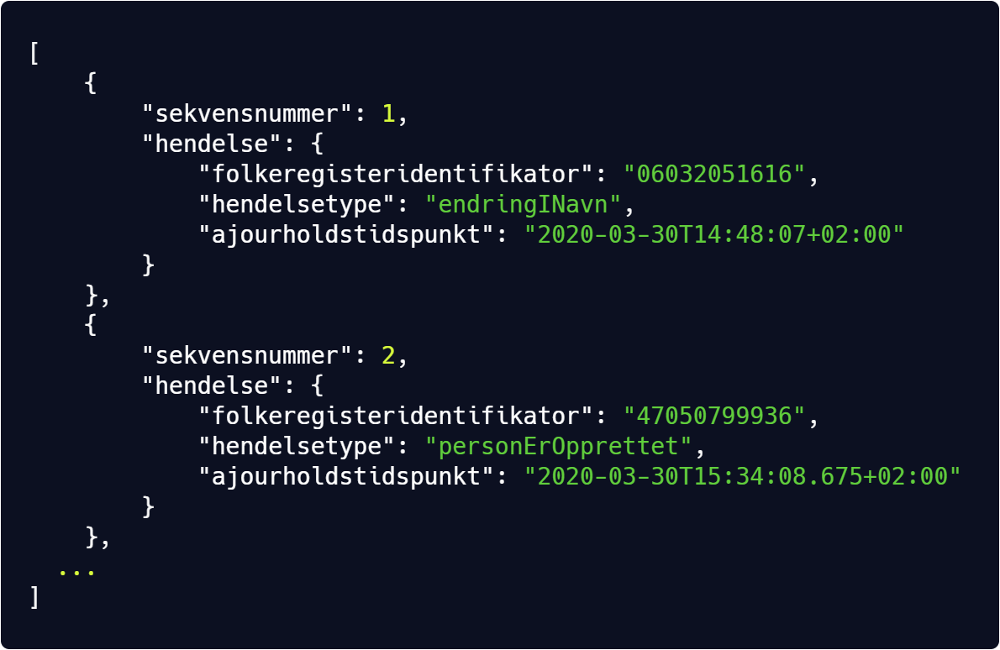 [
    {
        "sekvensnummer": 1,
        "hendelse": {
            "folkeregisteridentifikator": "06032051616",
            "hendelsetype": "endringINavn",
            "ajourholdstidspunkt": "2020-03-30T14:48:07+02:00"
        }
    },
    {
        "sekvensnummer": 2,
        "hendelse": {
            "folkeregisteridentifikator": "47050799936",
            "hendelsetype": "personErOpprettet",
            "ajourholdstidspunkt": "2020-03-30T15:34:08.675+02:00"
        }
    },
  ...
]